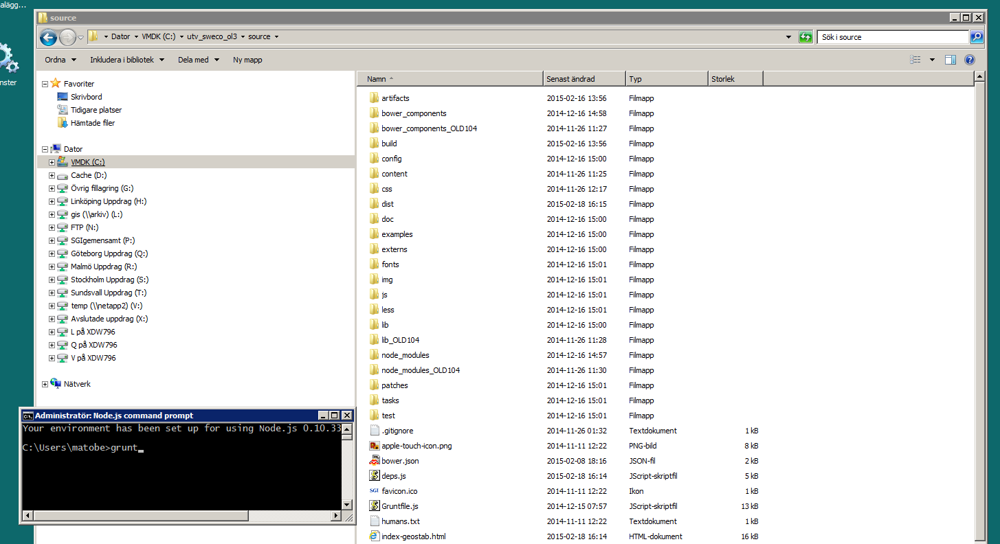 alägg...
nster
source
Dator VMDK (C:) utv_sweco_ol3 source
Sök i source
Ordna Inkludera i bibliotek Dela med Ny mapp
Favoriter
Skrivbord
Tidigare platser
Hämtade filer
Dator
VMDK (C:)
Cache (D:)
Övrig fillagring (G:)
Linköping Uppdrag (H:)
gis (\\arkiv) (L:)
FTP (N:)
SGIgemensamt (P:)
Göteborg Uppdrag (Q:)
Malmö Uppdrag (R:)
Stockholm Uppdrag (S:)
Sundsvall Uppdrag (T:)
temp (\\netapp2) (V:)
Avslutade uppdrag (X:)
L på XDW796
Q på XDW796
V på XDW796
Nätverk
Namn Senast ändrad Typ Storlek
artifacts 2015-02-16 13:56 Filmapp
bower_components 2014-12-16 14:58 Filmapp
bower_components_OLD104 2014-11-26 11:27 Filmapp
build 2015-02-16 13:56 Filmapp
config 2014-12-16 15:00 Filmapp
content 2014-11-26 11:25 Filmapp
css 2014-11-26 12:17 Filmapp
dist 2015-02-18 16:15 Filmapp
doc 2014-12-16 15:00 Filmapp
examples 2014-12-16 15:00 Filmapp
externs 2014-12-16 15:00 Filmapp
fonts 2014-12-16 15:01 Filmapp
img 2014-12-16 15:01 Filmapp
js 2014-12-16 15:01 Filmapp
less 2014-12-16 15:01 Filmapp
lib 2014-12-16 15:00 Filmapp
lib_OLD104 2014-11-26 11:28 Filmapp
node_modules 2014-12-16 14:57 Filmapp
node_modules_OLD104 2014-11-26 11:30 Filmapp
patches 2014-12-16 15:01 Filmapp
tasks 2014-12-16 15:01 Filmapp
test 2014-12-16 15:01 Filmapp
.gitignore 2014-11-26 01:32 Textdokument 1 kB
apple-touch-icon.png 2014-11-11 12:22 PNG-bild 8 kB
bower.json 2015-02-08 18:16 JSON-fil 2 kB
deps.js 2015-02-18 16:14 JScript-skriptfil 5 kB
SGI favicon.ico 2014-11-11 12:22 Ikon 1 kB
Gruntfile.js 2014-12-15 07:57 JScript-skriptfil 13 kB
humans.txt 2014-11-11 12:22 Textdokument 1 kB
index-geostab.html 2015-02-18 16:14 HTML-dokument 16 kB
Administratör: Node.js command prompt
Your environment has been set up for using Node.js 0.10.33
C:\Users\matobe>grunt_